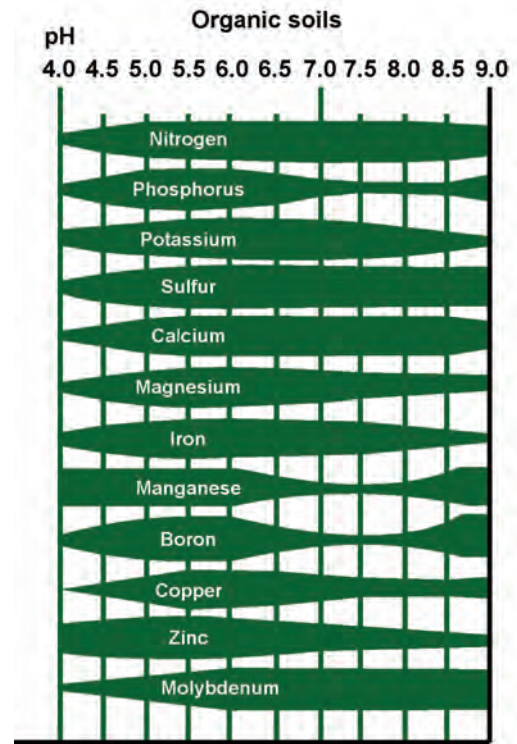 Organic soils
pH
4.0 4.5 5.0 5.5 6.0 6.5 7.0 7.5 8.0 8.5 9.0
Nitrogen
Phosphorus
Potassium
Sulfur
Calcium
Magnesium
Iron
Manganese
Boron
Copper
Zinc
Molybdenum